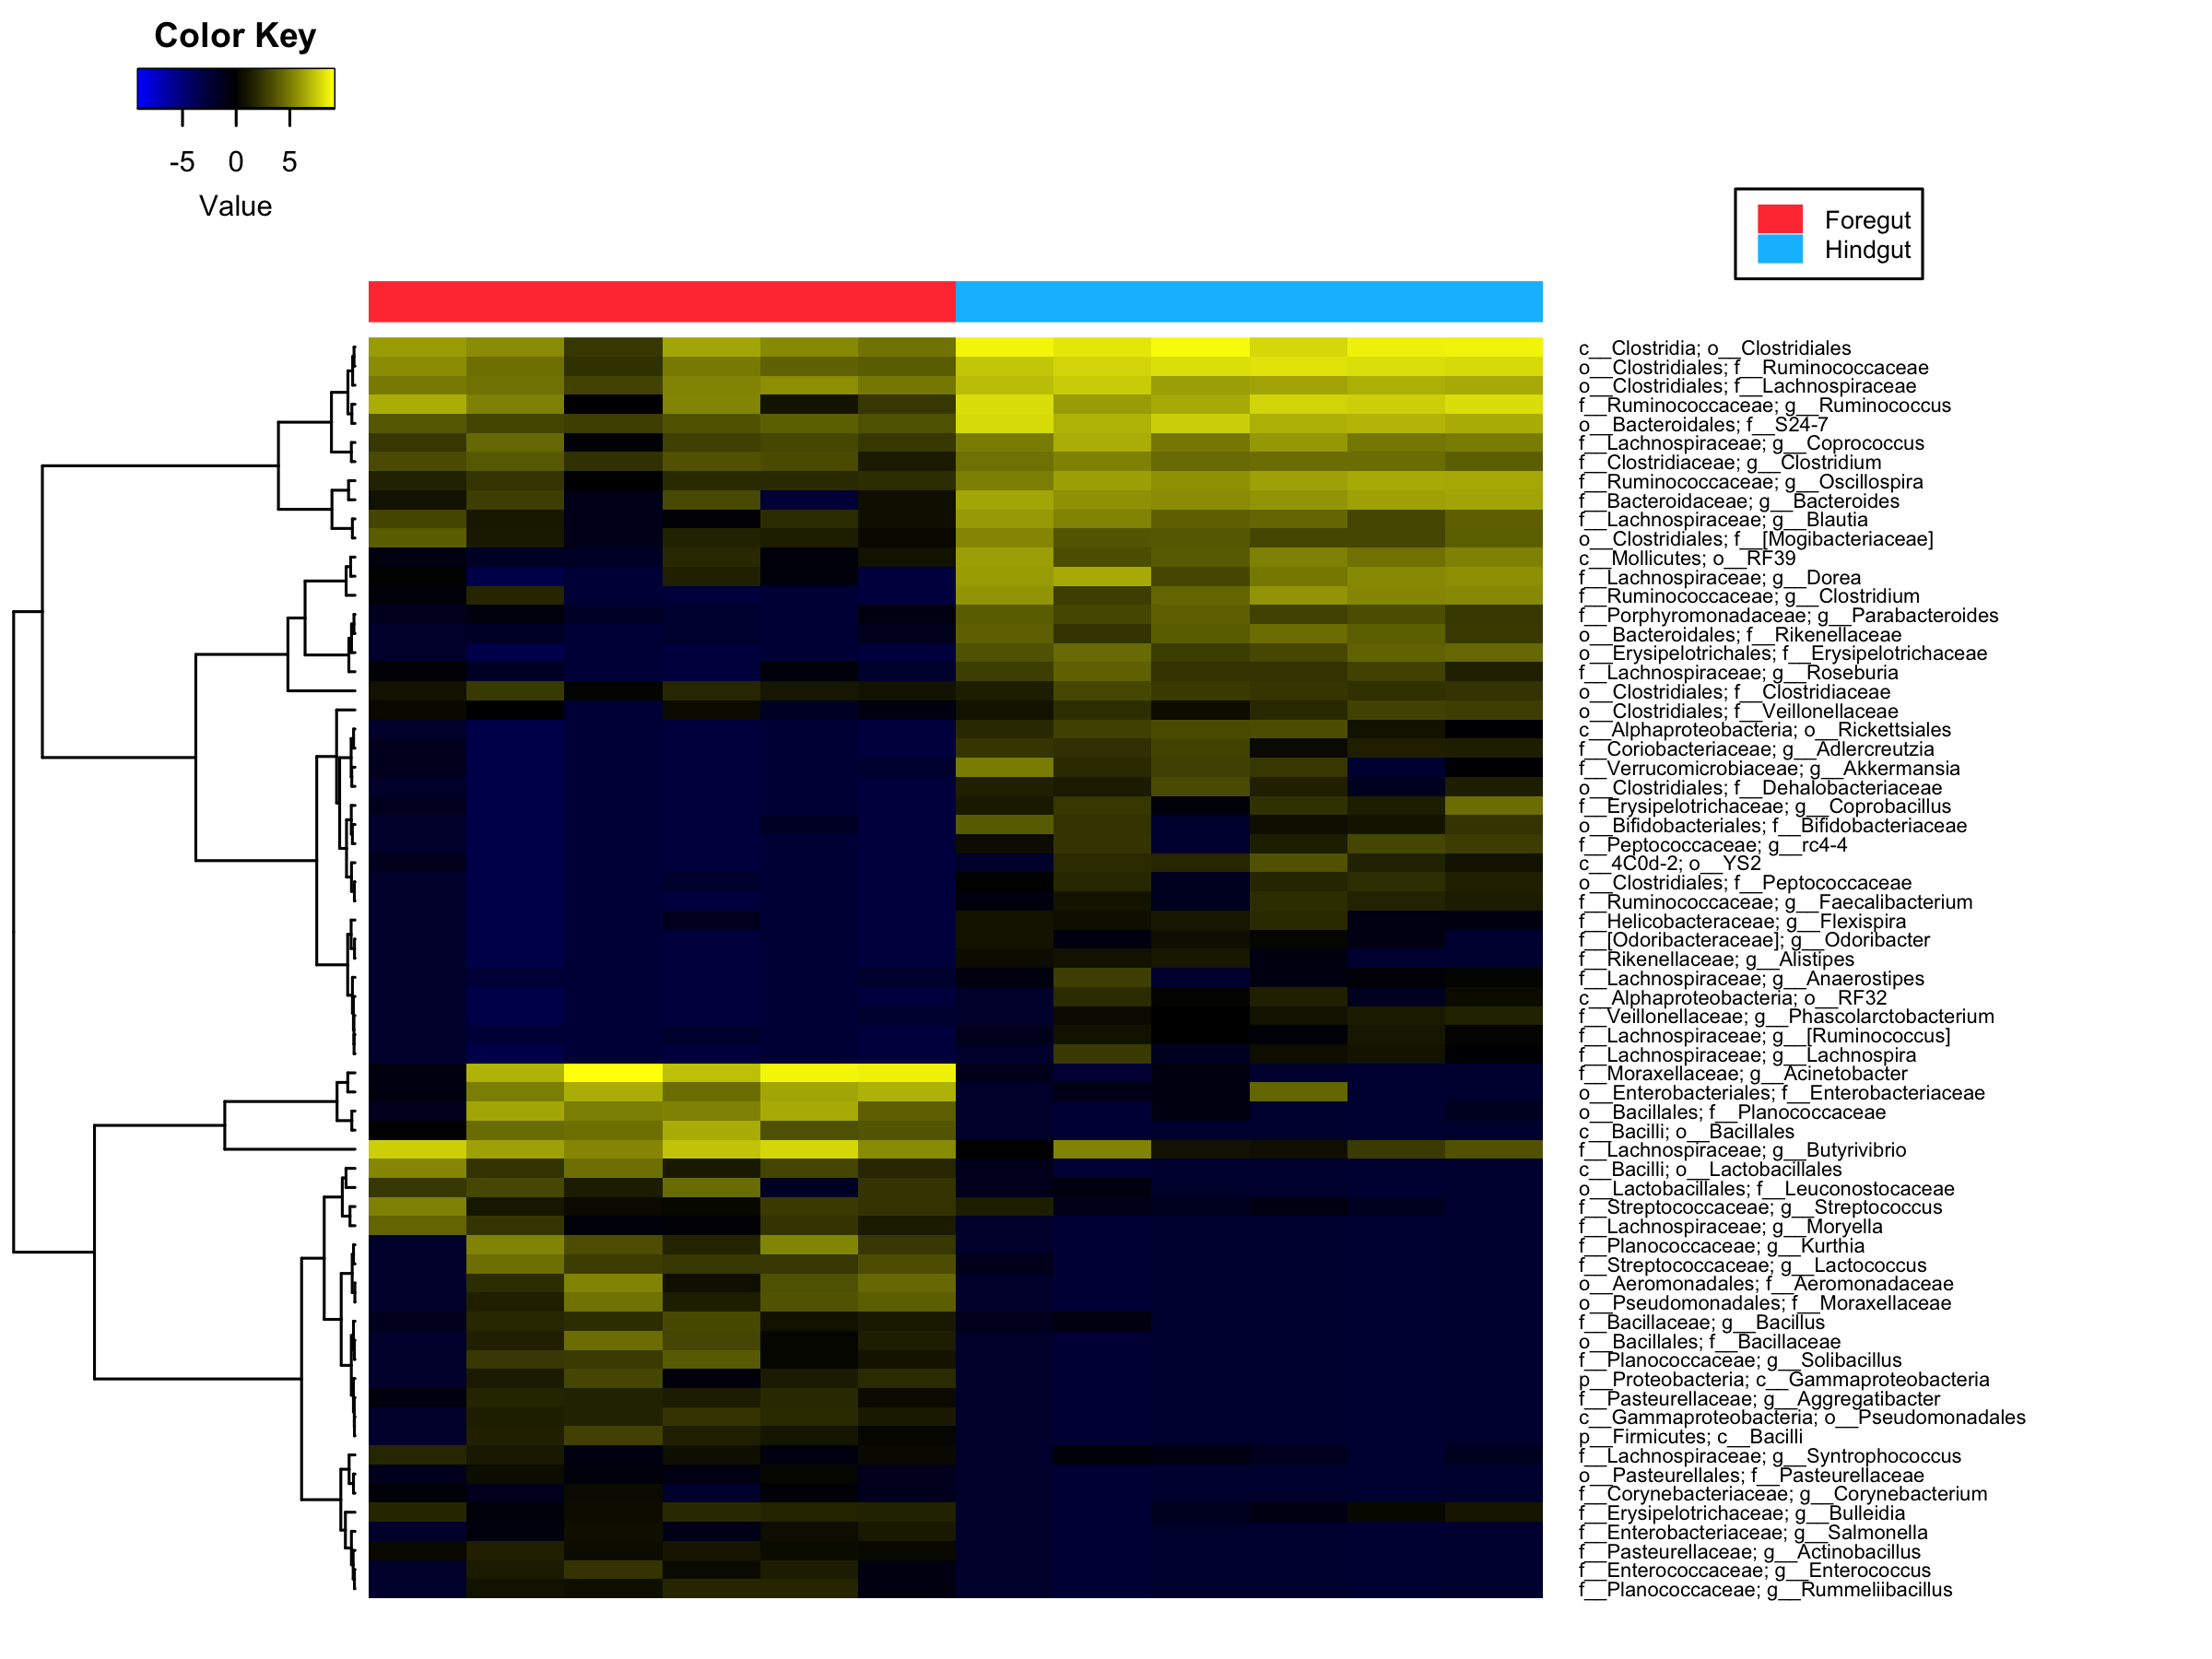 Color Key
-5 0 5
Value
Foregut
Hindgut
c__Clostridia; o__Clostridiales
o__Clostridiales; f__Ruminococcaceae
o__Clostridiales; f__Lachnospiraceae
f__Ruminococcaceae; g__Ruminococcus
o__Bacteroidales; f__S24-7
f__Lachnospiraceae; g__Coprococcus
f__Clostridiaceae; g__Clostridium
f__Ruminococcaceae; g__Oscillospira
f__Bacteroidaceae; g__Bacteroides
f__Lachnospiraceae; g__Blautia
o__Clostridiales; f__[Mogibacteriaceae]
c__Mollicutes; o__RF39
f__Lachnospiraceae; g__Dorea
f__Ruminococcaceae; g__Clostridium
f__Porphyromonadaceae; g__Parabacteroides
o__Bacteroidales; f__Rikenellaceae
o__Erysipelotrichales; f__Erysipelotrichaceae
f__Lachnospiraceae; g__Roseburia
o__Clostridiales; f__Clostridiaceae
o__Clostridiales; f__Veillonellaceae
c__Alphaproteobacteria; o__Rickettsiales
f__Coriobacteriaceae; g__Adlercreutzia
f__Verrucomicrobiaceae; g__Akkermansia
o__Clostridiales; f__Dehalobacteriaceae
f__Erysipelotrichaceae; g__Coprobacillus
o__Bifidobacteriales; f__Bifidobacteriaceae
f__Peptococcaceae; g__rc4-4
c__4C0d-2; o__YS2
o__Clostridiales; f__Peptococcaceae
f__Ruminococcaceae; g__Faecalibacterium
f__Helicobacteraceae; g__Flexispira
f__[Odoribacteraceae]; g__Odoribacter
f__Rikenellaceae; g__Alistipes
f__Lachnospiraceae; g__Anaerostipes
c__Alphaproteobacteria; o__RF32
f__Veillonellaceae; g__Phascolarctobacterium
f__Lachnospiraceae; g__[Ruminococcus]
f__Lachnospiraceae; g__Lachnospira
f__Moraxellaceae; g__Acinetobacter
o__Enterobacteriales; f__Enterobacteriaceae
o__Bacillales; f__Planococcaceae
c__Bacilli; o__Bacillales
f__Lachnospiraceae; g__Butyrivibrio
c__Bacilli; o__Lactobacillales
o__Lactobacillales; f__Leuconostocaceae
f__Streptococcaceae; g__Streptococcus
f__Lachnospiraceae; g__Moryella
f__Planococcaceae; g__Kurthia
f__Streptococcaceae; g__Lactococcus
o__Aeromonadales; f__Aeromonadaceae
o__Pseudomonadales; f__Moraxellaceae
f__Bacillaceae; g__Bacillus
o__Bacillales; f__Bacillaceae
f__Planococcaceae; g__Solibacillus
p__Proteobacteria; c__Gammaproteobacteria
f__Pasteurellaceae; g__Aggregatibacter
c__Gammaproteobacteria; o__Pseudomonadales
p__Firmicutes; c__Bacilli
f__Lachnospiraceae; g__Syntrophococcus
o__Pasteurellales; f__Pasteurellaceae
f__Corynebacteriaceae; g__Corynebacterium
f__Erysipelotrichaceae; g__Bulleidia
f__Enterobacteriaceae; g__Salmonella
f__Pasteurellaceae; g__Actinobacillus
f__Enterococcaceae; g__Enterococcus
f__Planococcaceae; g__Rummeliibacillus